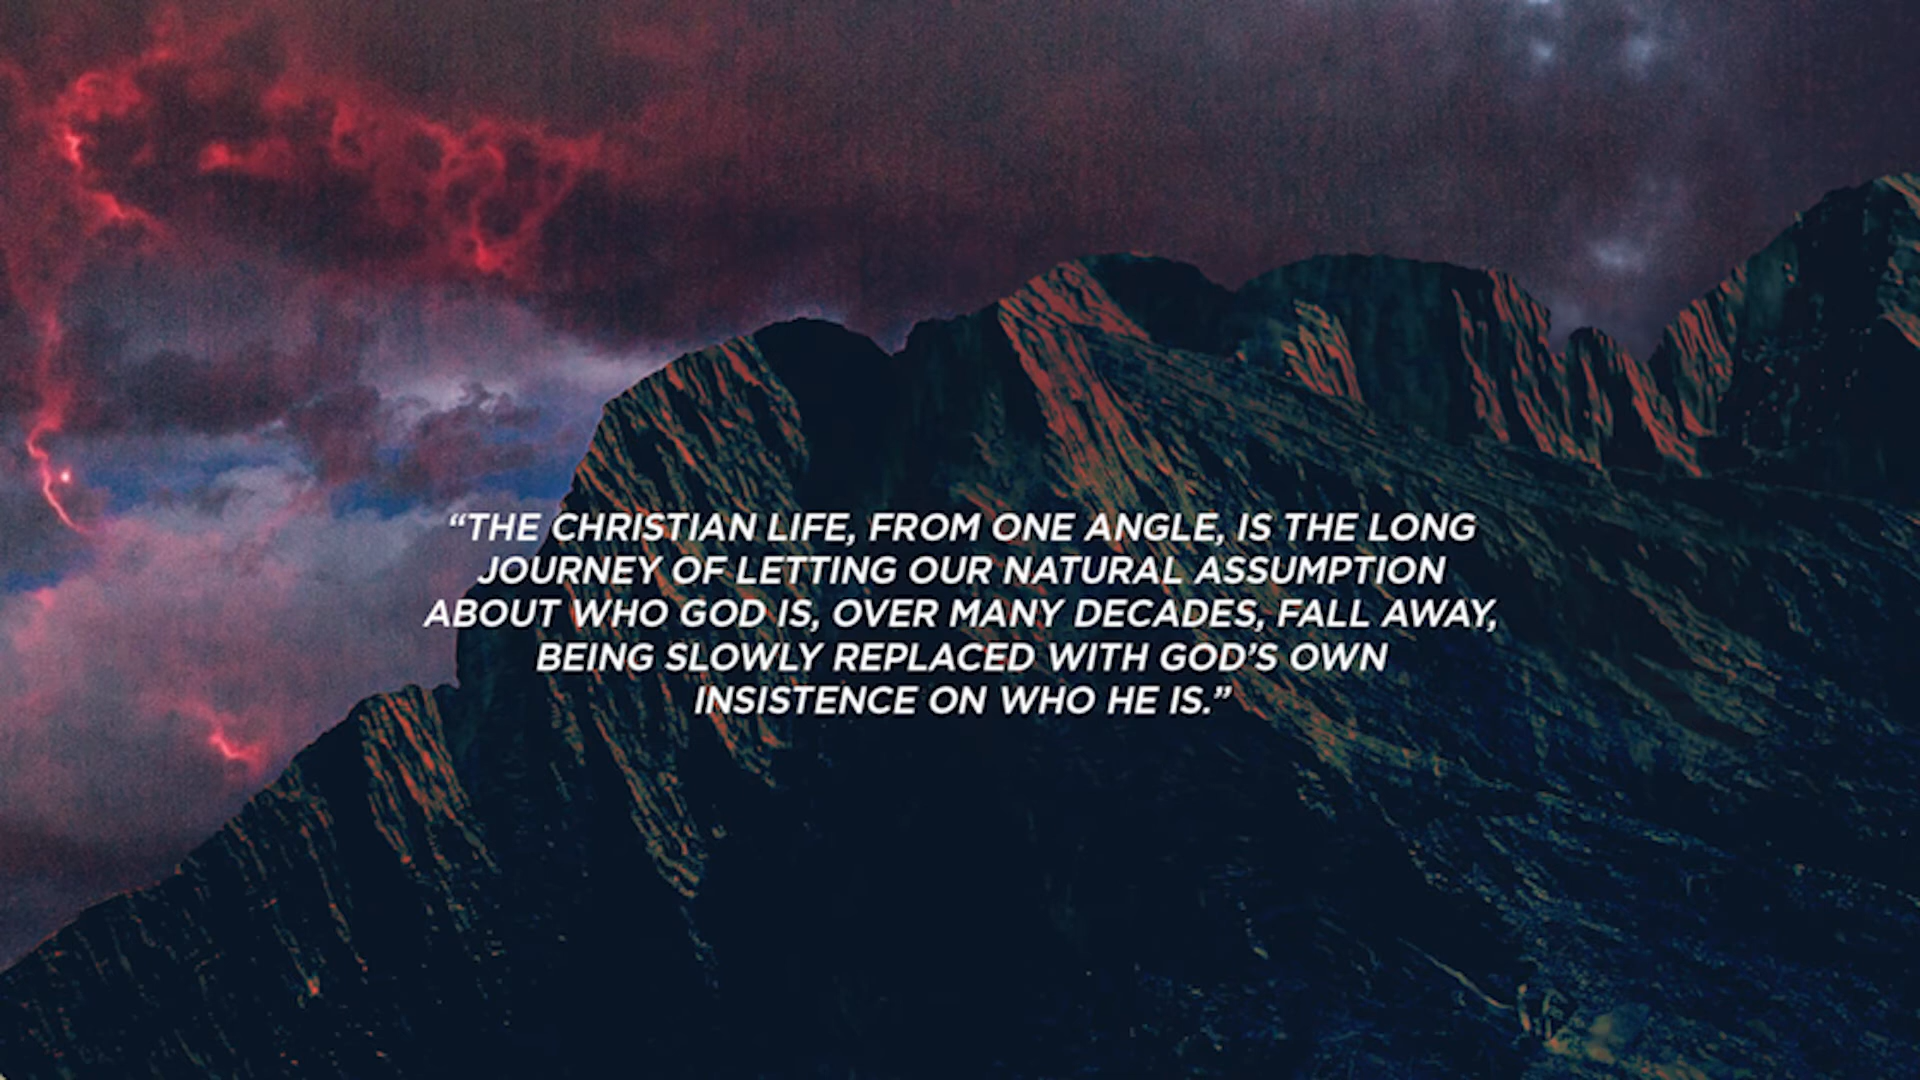 “THE CHRISTIAN LIFE, FROM ONE ANGLE, IS THE LONG
JOURNEY OF LETTING OUR NATURAL ASSUMPTION
ABOUT WHO GOD IS, OVER MANY DECADES, FALL AWAY,
BEING SLOWLY REPLACED WITH GOD’S OWN
INSISTENCE ON WHO HE IS.”